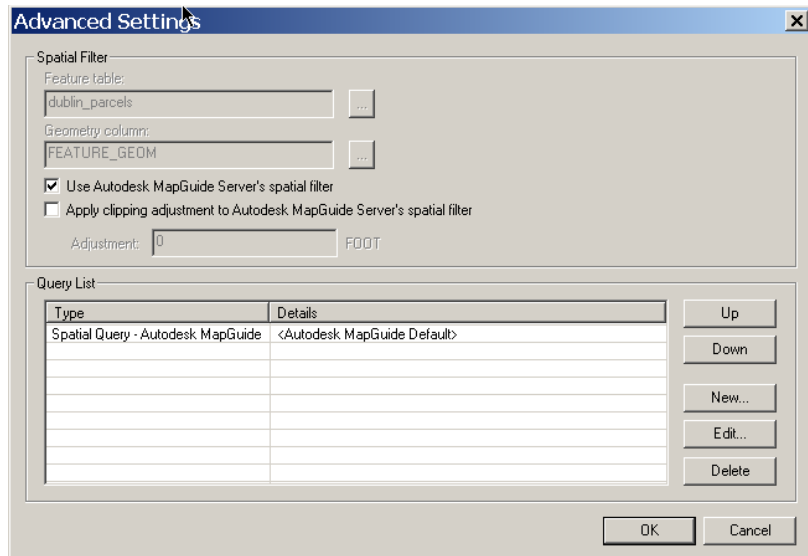 Advanced Settings
Spatial Filter
Feature table:
dublin_parcels
...
Geometry column:
FEATURE_GEOM
...
Use Autodesk MapGuide Server's spatial filter
Apply clipping adjustment to Autodesk MapGuide Server's spatial filter
Adjustment: 0 FOOT
Query List
Type Details
Spatial Query - Autodesk MapGuide <Autodesk MapGuide Default>
Up
Down
New...
Edit...
Delete
OK Cancel